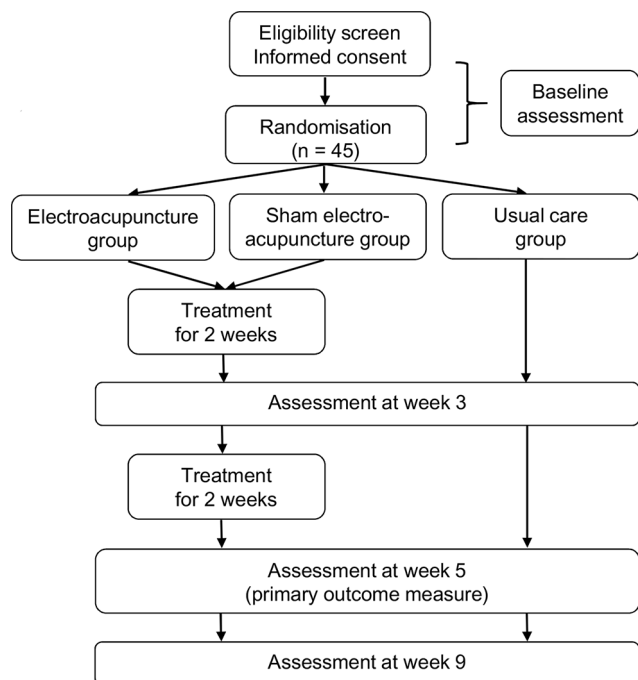 Eligibility screen
Informed consent
Baseline
assessment
Randomisation
(n = 45)
Electroacupuncture
group
Sham electro-
acupuncture group
Usual care
group
Treatment
for 2 weeks
Assessment at week 3
Treatment
for 2 weeks
Assessment at week 5
(primary outcome measure)
Assessment at week 9